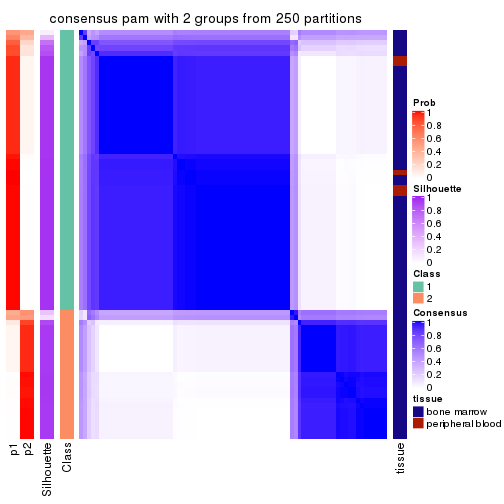 consensus pam with 2 groups from 250 partitions
Prob
1
0.8
0.6
0.4
0.2
0
Silhouette
1
0.8
0.6
0.4
0.2
0
Class
1
2
Consensus
1
0.8
0.6
0.4
0.2
0
tissue
bone marrow
peripheral blood
p1
p2
Silhouette
Class
tissue